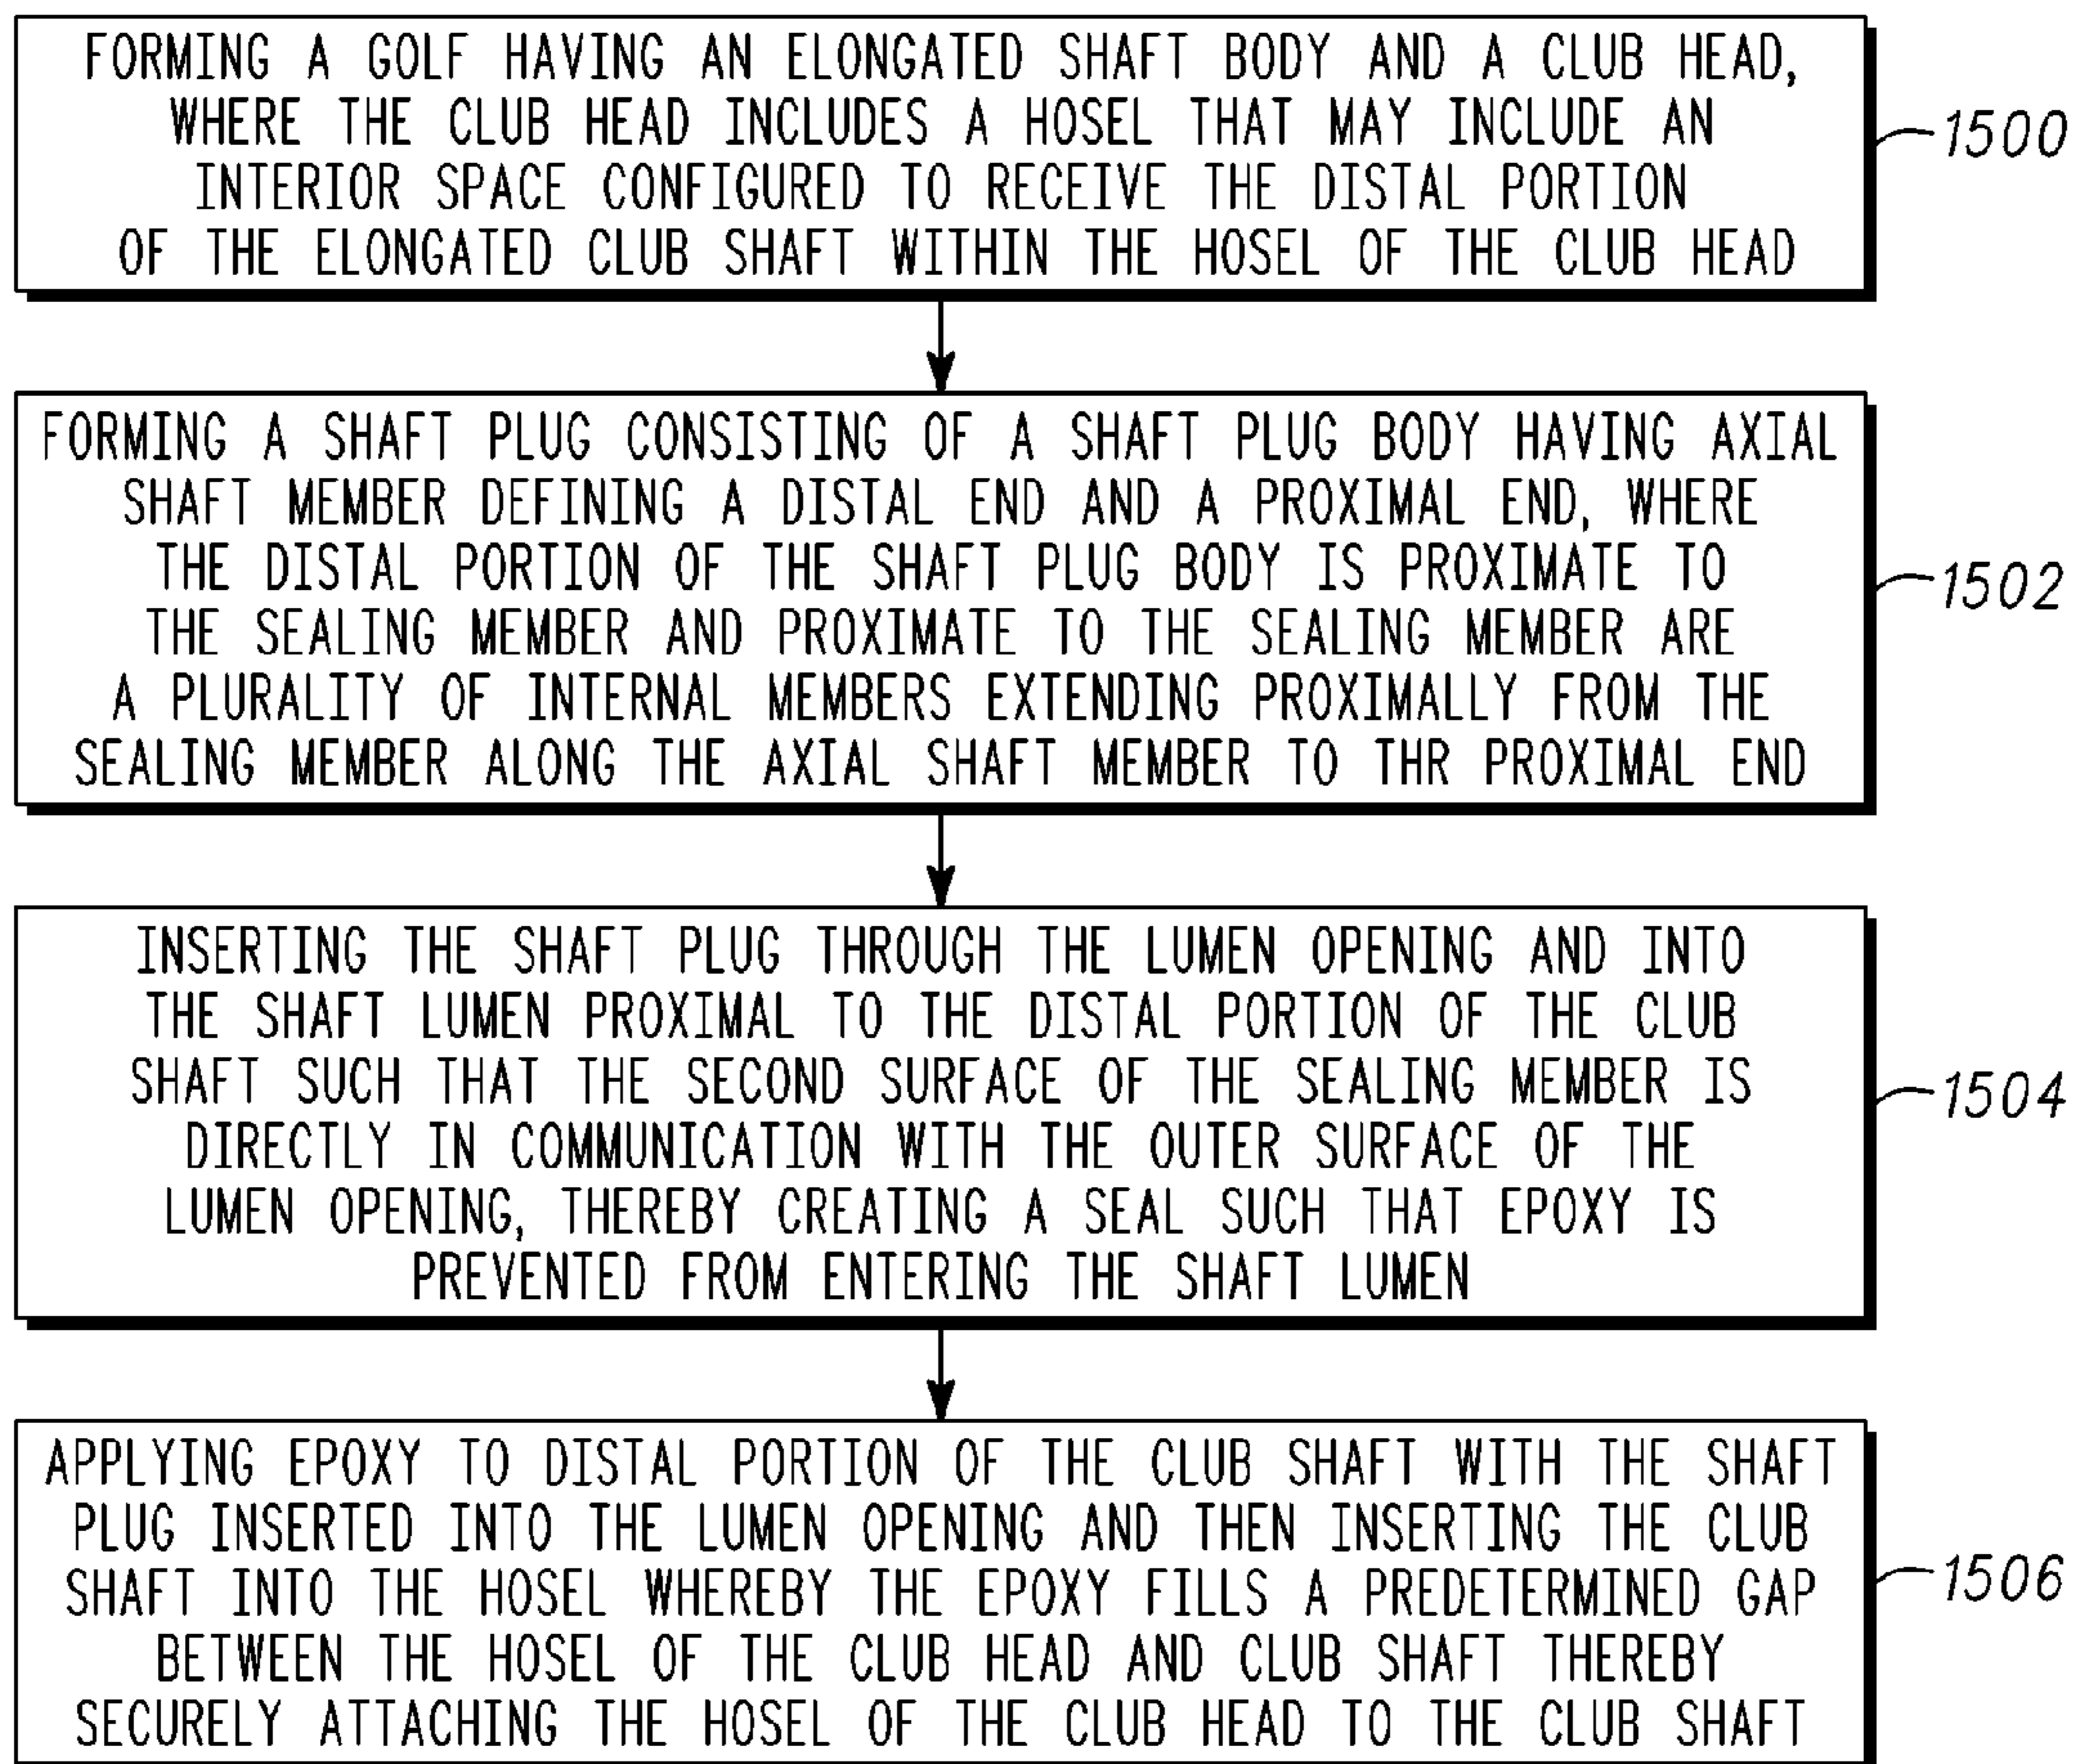 FORMING A GOLF HAVING AN ELONGATED SHAFT BODY AND A CLUB HEAD,
WHERE THE CLUB HEAD INCLUDES A HOSEL THAT MAY INCLUDE AN
INTERIOR SPACE CONFIGURED TO RECEIVE THE DISTAL PORTION
OF THE ELONGATED CLUB SHAFT WITHIN THE HOSEL OF THE CLUB HEAD
1500
FORMING A SHAFT PLUG CONSISTING OF A SHAFT PLUG BODY HAVING AXIAL
SHAFT MEMBER DEFINING A DISTAL END AND A PROXIMAL END, WHERE
THE DISTAL PORTION OF THE SHAFT PLUG BODY IS PROXIMATE TO
THE SEALING MEMBER AND PROXIMATE TO THE SEALING MEMBER ARE
A PLURALITY OF INTERNAL MEMBERS EXTENDING PROXIMALLY FROM THE
SEALING MEMBER ALONG THE AXIAL SHAFT MEMBER TO THR PROXIMAL END
1502
INSERTING THE SHAFT PLUG THROUGH THE LUMEN OPENING AND INTO
THE SHAFT LUMEN PROXIMAL TO THE DISTAL PORTION OF THE CLUB
SHAFT SUCH THAT THE SECOND SURFACE OF THE SEALING MEMBER IS
DIRECTLY IN COMMUNICATION WITH THE OUTER SURFACE OF THE
LUMEN OPENING, THEREBY CREATING A SEAL SUCH THAT EPOXY IS
PREVENTED FROM ENTERING THE SHAFT LUMEN
1504
APPLYING EPOXY TO DISTAL PORTION OF THE CLUB SHAFT WITH THE SHAFT
PLUG INSERTED INTO THE LUMEN OPENING AND THEN INSERTING THE CLUB
SHAFT INTO THE HOSEL WHEREBY THE EPOXY FILLS A PREDETERMINED GAP
BETWEEN THE HOSEL OF THE CLUB HEAD AND CLUB SHAFT THEREBY
SECURELY ATTACHING THE HOSEL OF THE CLUB HEAD TO THE CLUB SHAFT
1506